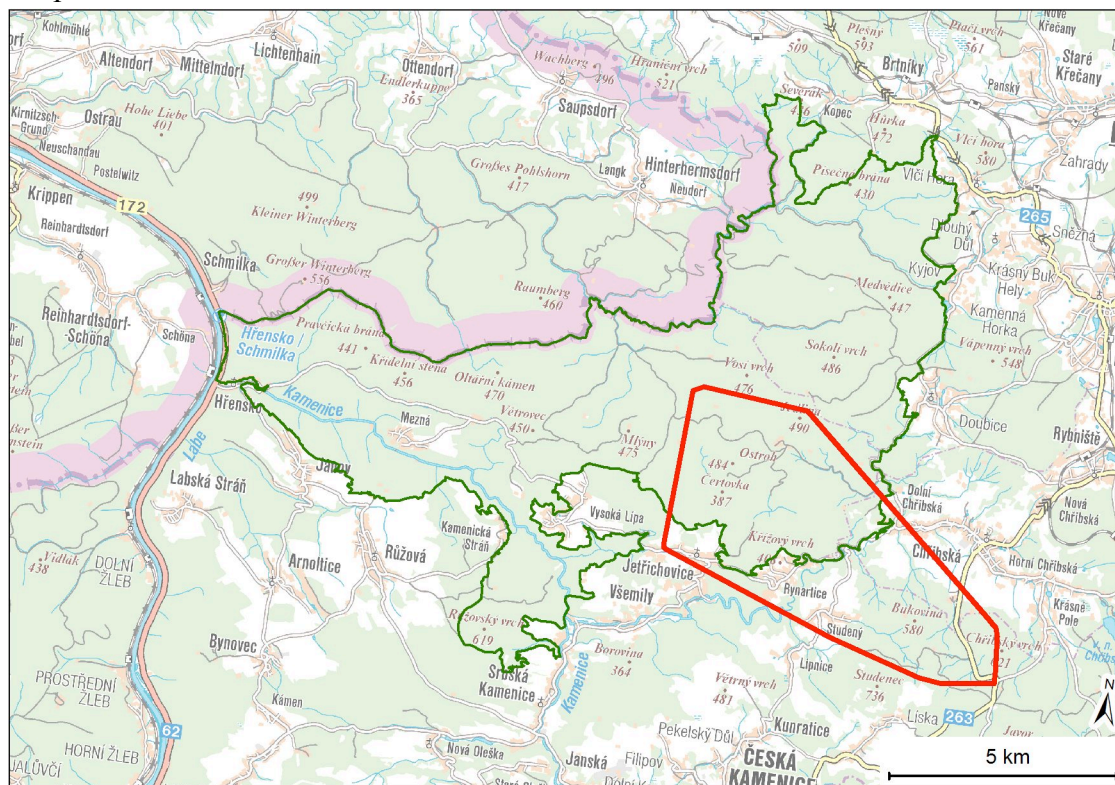 Kohlmühle
Altendorf
Mittelndorf
Lichtenhain
Ottendorf
Endlerkuppe
365
Wachberg
496
Hraniční vrch
521
509
Plešný
593
Ptačí vrch
561
Nové
Křečany
Staré
Křečany
Brtníky
Panský
Kirnitzsch-
Grund
Ostrau
Hohe Liebe
401
Neuschandau
Postelwitz
Saupsdorf
Ševerák
Kopec
Hůrka
472
Vlčí hora
580
Zahrady
Krippen
172
Großes Pohlshorn
417
Langk
Hinterhermsdorf
Neudorf
Písečná brána
430
Vlčí Hora
265
Reinhardtsdorf
499
Kleiner Winterberg
Dlouhý
Důl
Sněžná
Schmilka
Großer Winterberg
556
Raumberg
460
Kyjov
Medvědice
447
Krásný Buk
Hely
Kamenná
Horka
Reinhardtsdorf-
Schöna
Schöna
Hřensko /
Schmilka
Pravčická brána
441
Křídelní stěna
456
Oltářní kámen
470
Vosí vrch
476
Sokolí vrch
486
Vápenný vrch
548
Hřensko
Kamenice
Mezná
Větrovec
450
Mlýny
475
490
Doubice
Rybniště
Labe
Janov
Ostroh
484
Čertovka
387
Labská Stráň
Kamenická
Stráň
Vysoká Lípa
Dolní
Chřibská
Nová
Chřibská
438
DOLNÍ
ŽLEB
Arnoltice
Růžová
Jetřichovice
Křížový vrch
Chřibská
Horní Chřibská
Všemily
Rynartice
Krásné
Pole
Růžovský vrch
619
Bukovina
580
Chřibský vrch
621
Bynovec
Borovina
364
Studený
Lipnice
PROSTŘEDNÍ
ŽLEB
Kámen
Srbská
Kamenice
Kamenice
Větrný vrch
481
Studenec
736
N
62
Kunratice
Líska
263
Javor
HORNÍ ŽLEB
Nová Oleška
Janská
Filipov
Pekelský Důl
ČESKÁ
KAMENICE
5 km